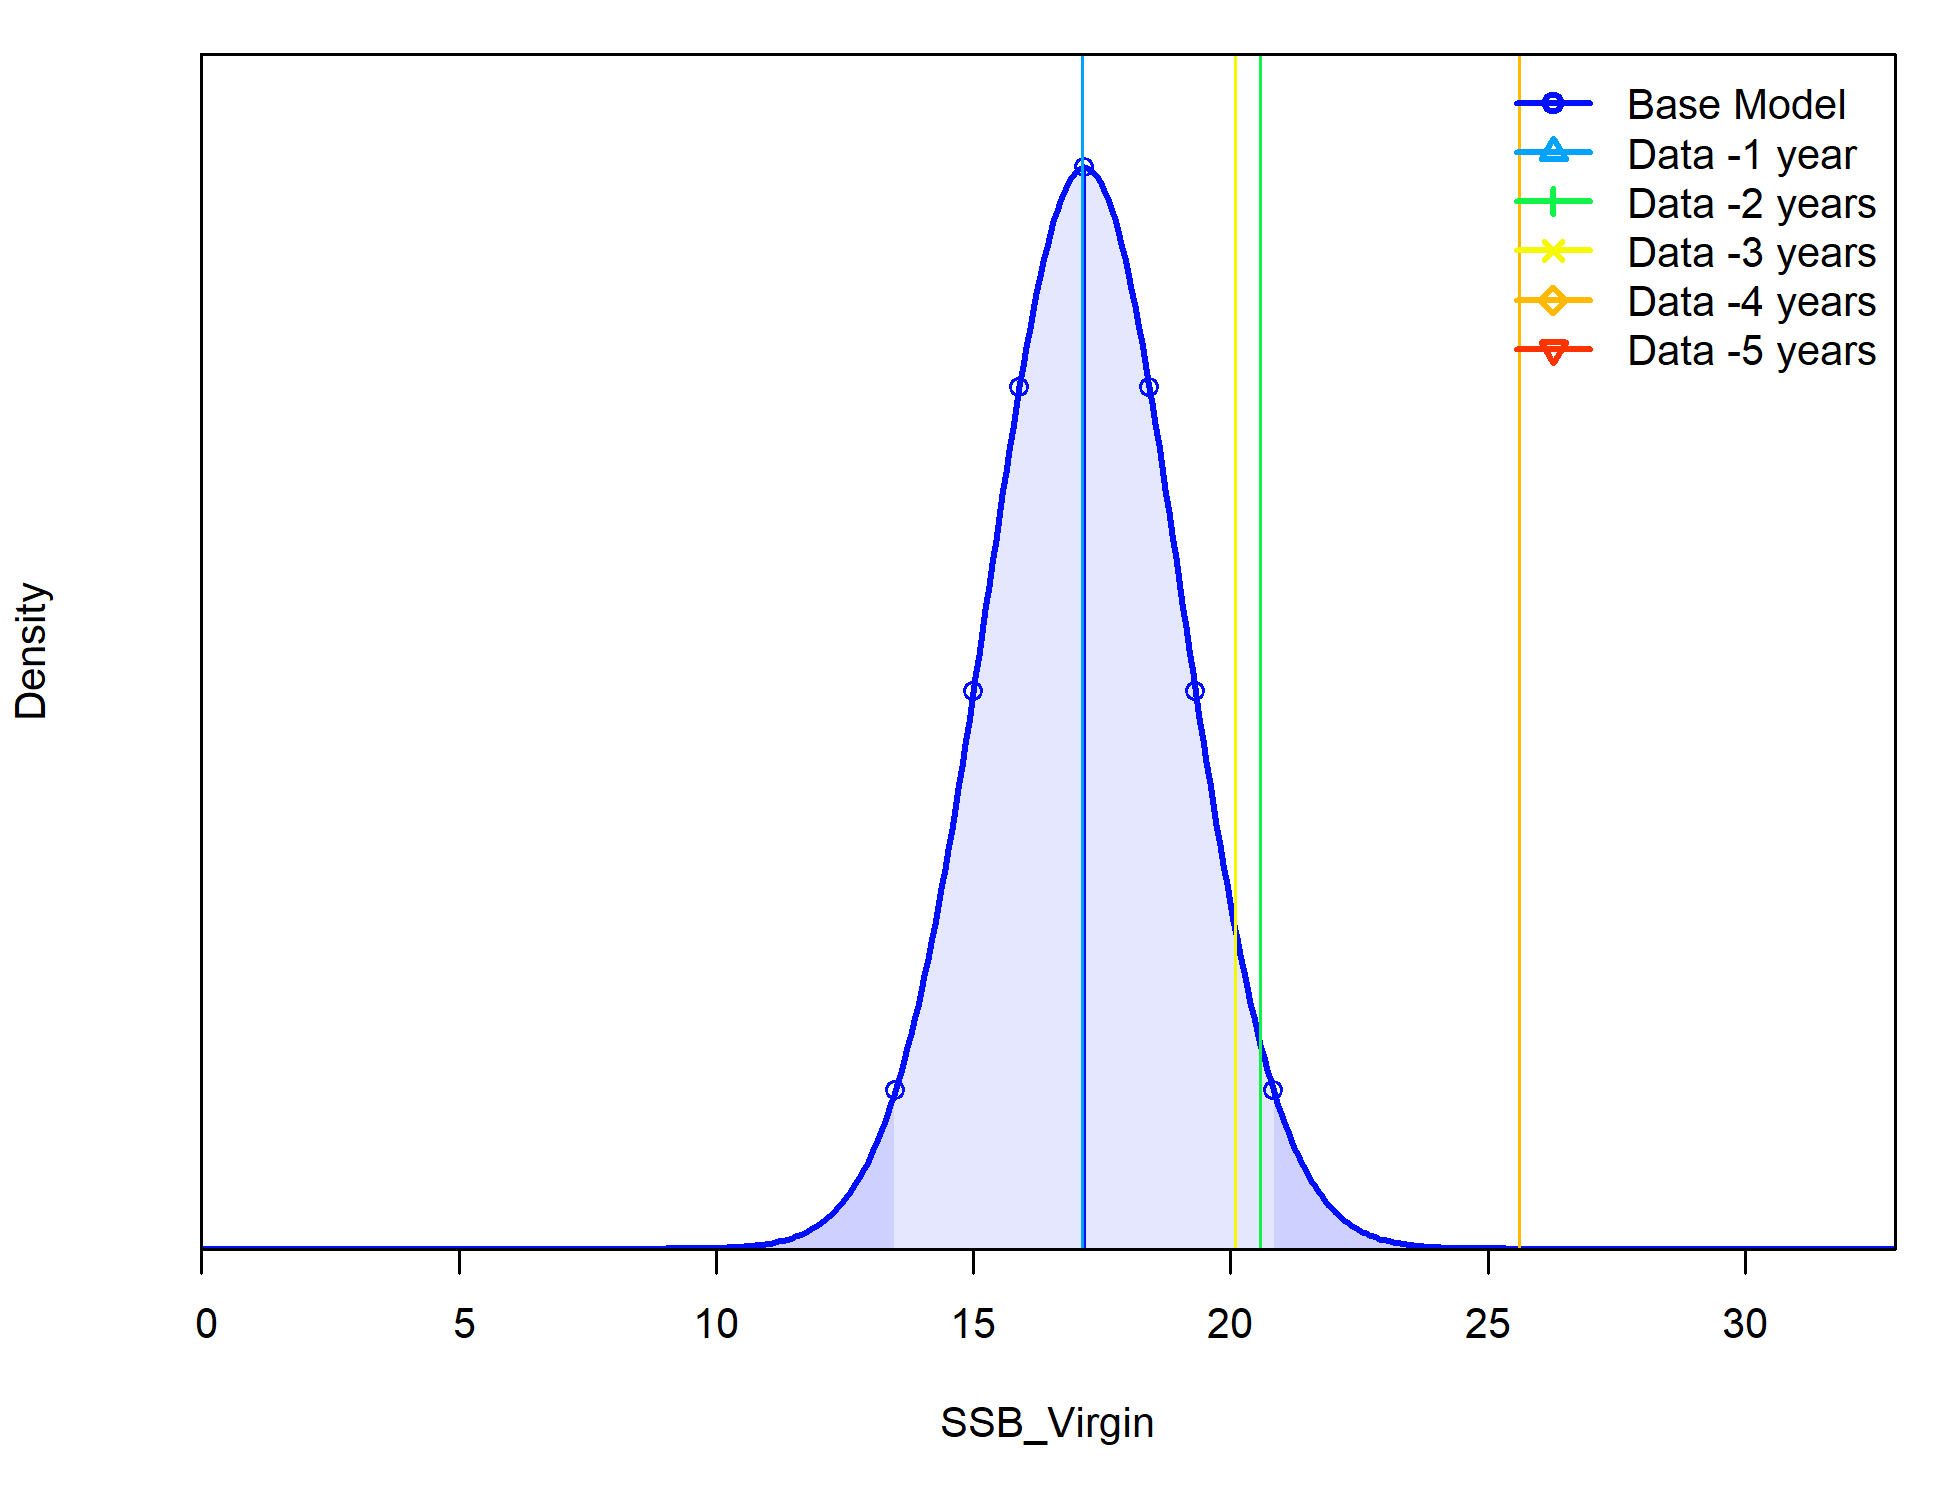 Base Model
Data -1 year
Data -2 years
Data -3 years
Data -4 years
Data -5 years
Density
0 5 10 15 20 25 30
SSB_Virgin